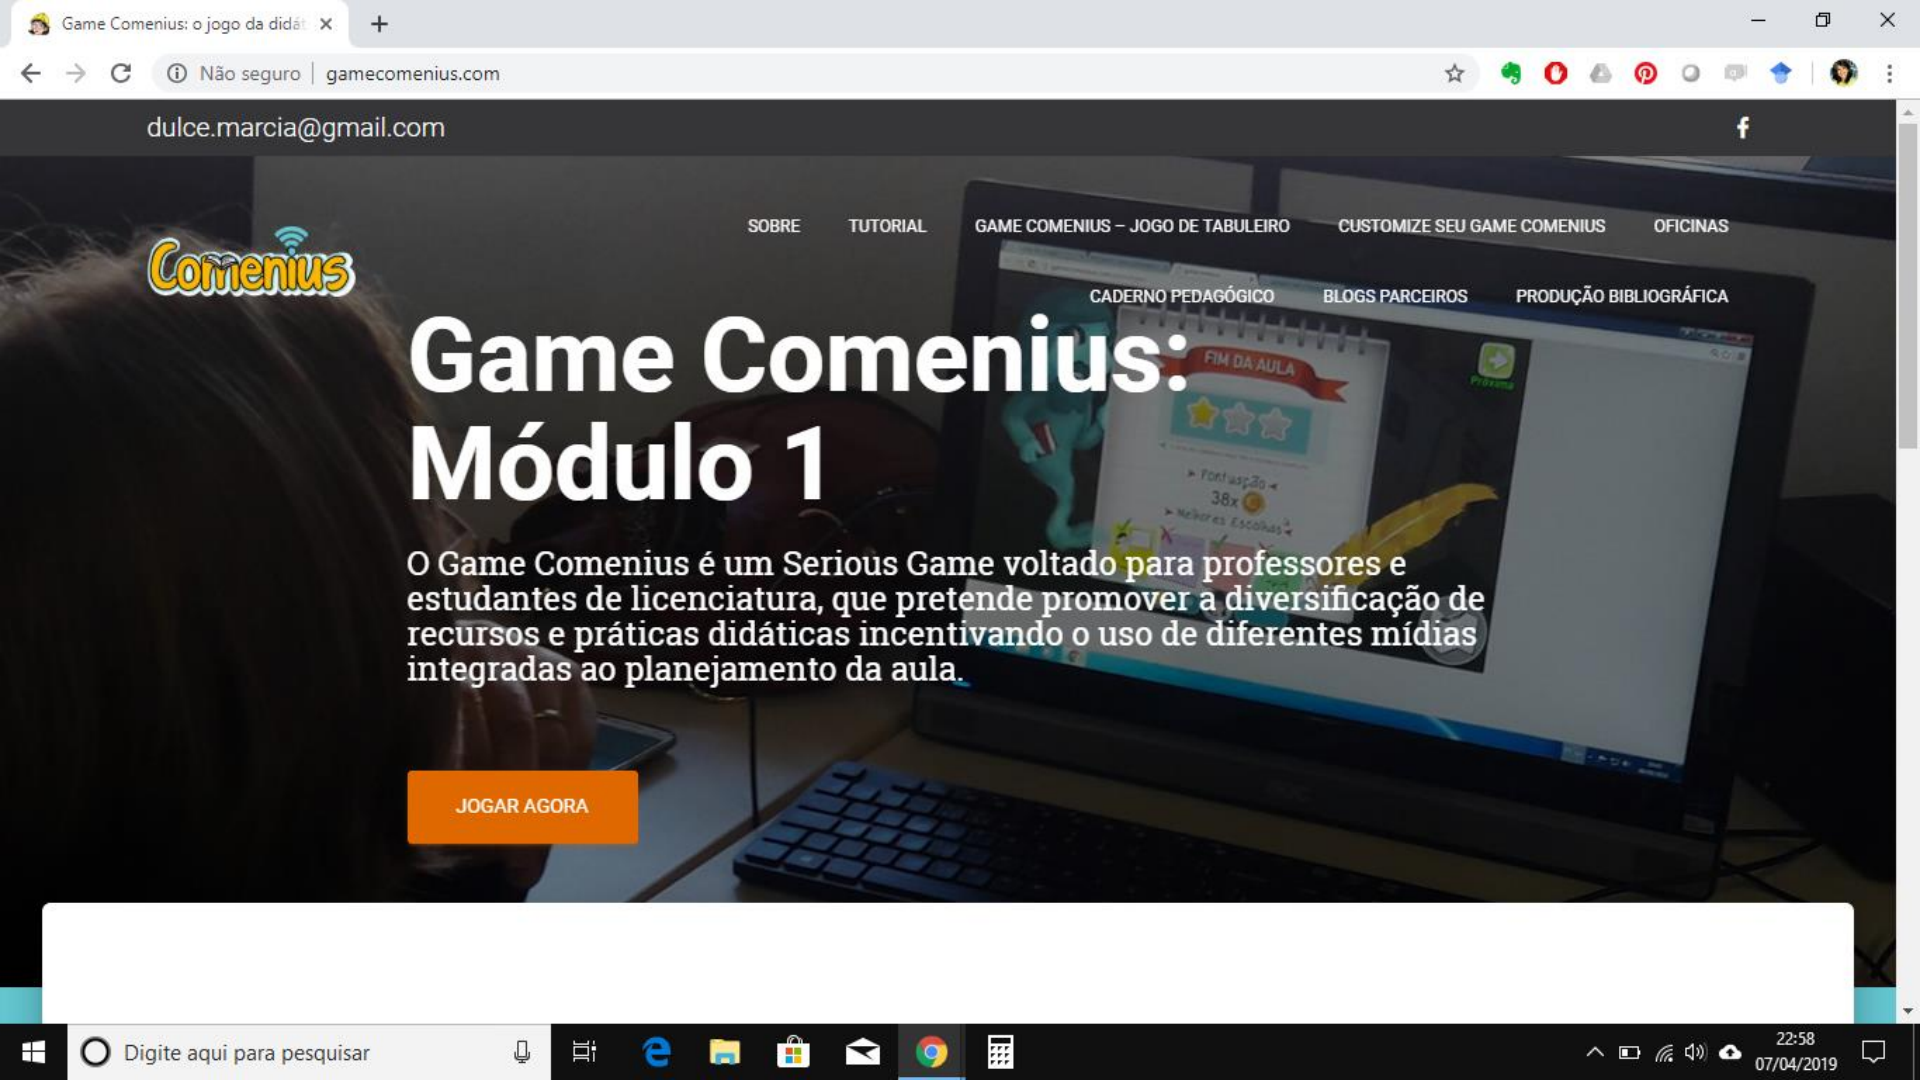 Game Comenius: o jogo da didát
Não seguro
gamecomenius.com
dulce.marcia@gmail.com
f
Comenius
SOBRE
TUTORIAL
GAME COMENIUS – JOGO DE TABULEIRO
CUSTOMIZE SEU GAME COMENIUS
OFICINAS
CADERNO PEDAGÓGICO
BLOGS PARCEIROS
PRODUÇÃO BIBLIOGRÁFICA
Game Comenius:
Módulo 1
FIM DA AULA
Próxima
Pontuação
38x
Melhores Escolhas
O Game Comenius é um Serious Game voltado para professores e
estudantes de licenciatura, que pretende promover a diversificação de
recursos e práticas didáticas incentivando o uso de diferentes mídias
integradas ao planejamento da aula.
JOGAR AGORA
Digite aqui para pesquisar
22:58
07/04/2019